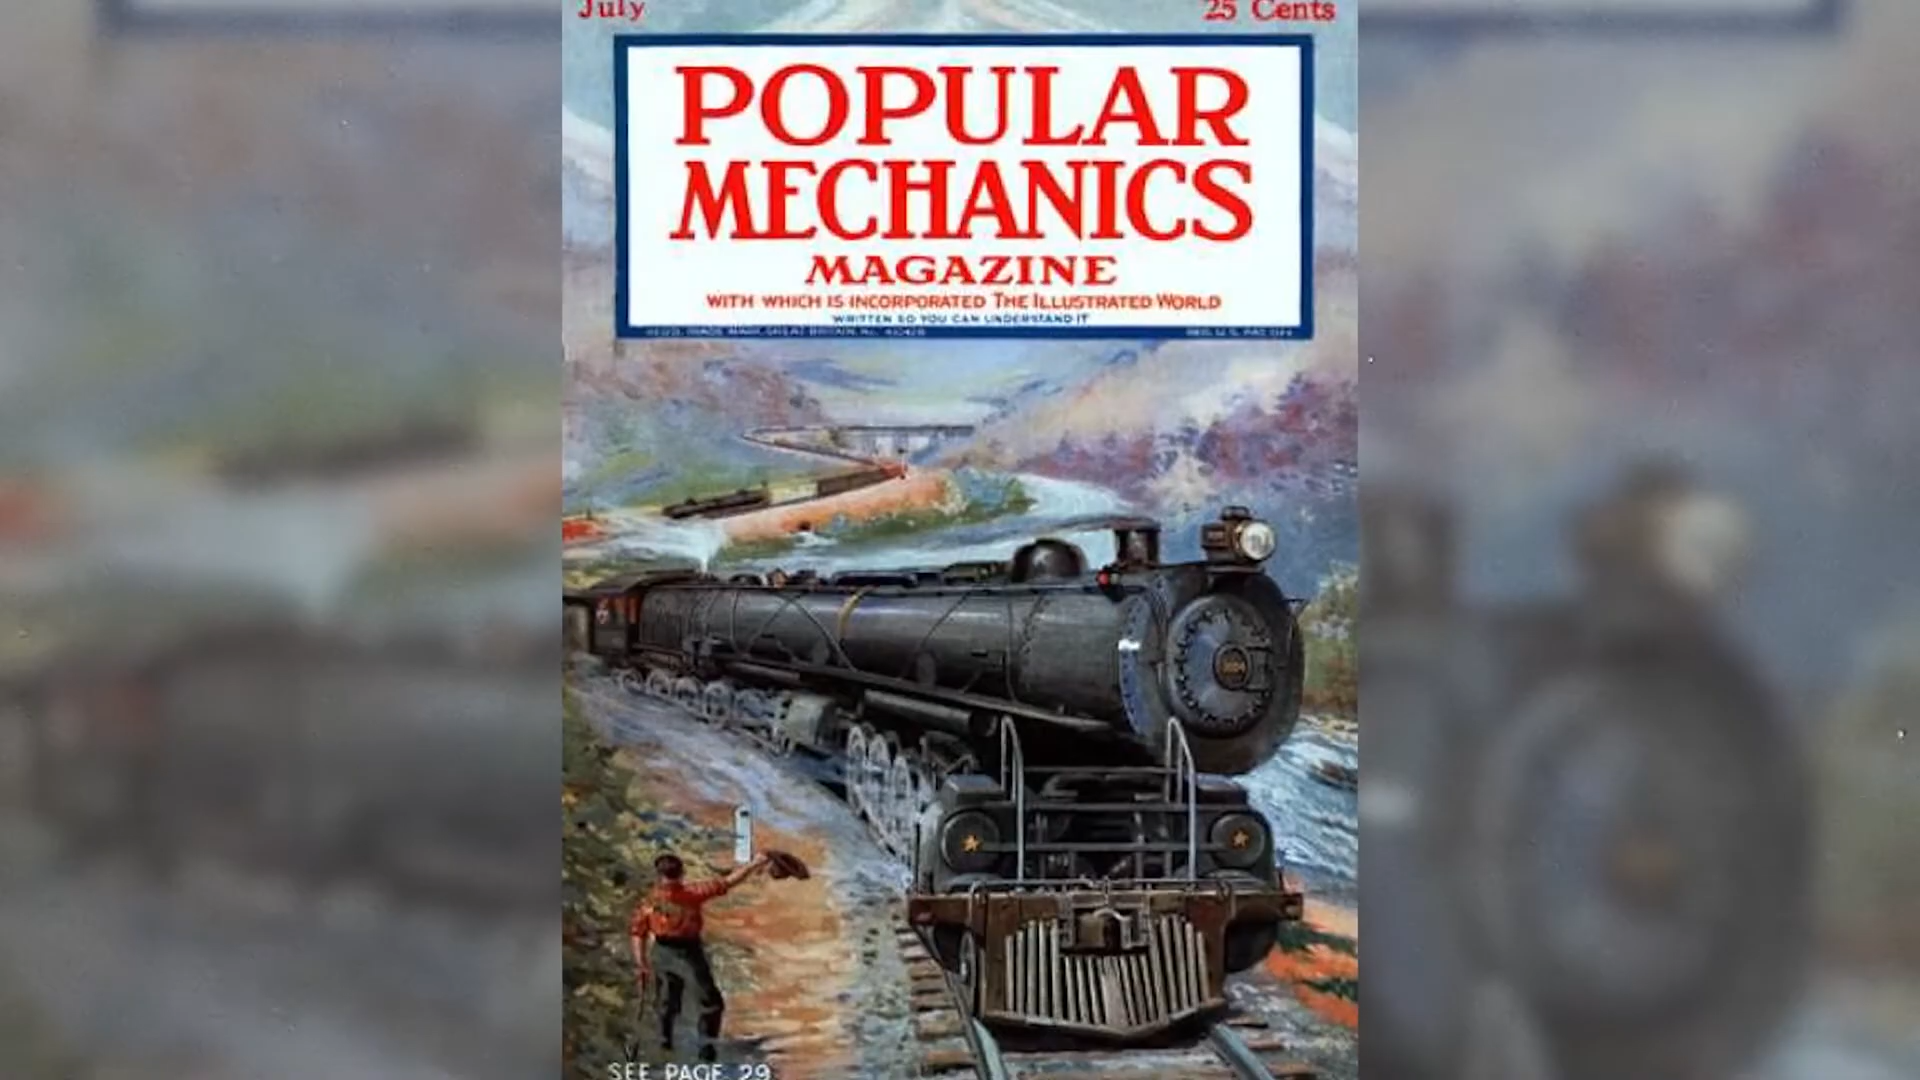 July 25 Cents
POPULAR
MECHANICS
MAGAZINE
WITH WHICH IS INCORPORATED THE ILLUSTRATED WORLD
WRITTEN SO YOU CAN UNDERSTAND IT
SEE PAGE 29